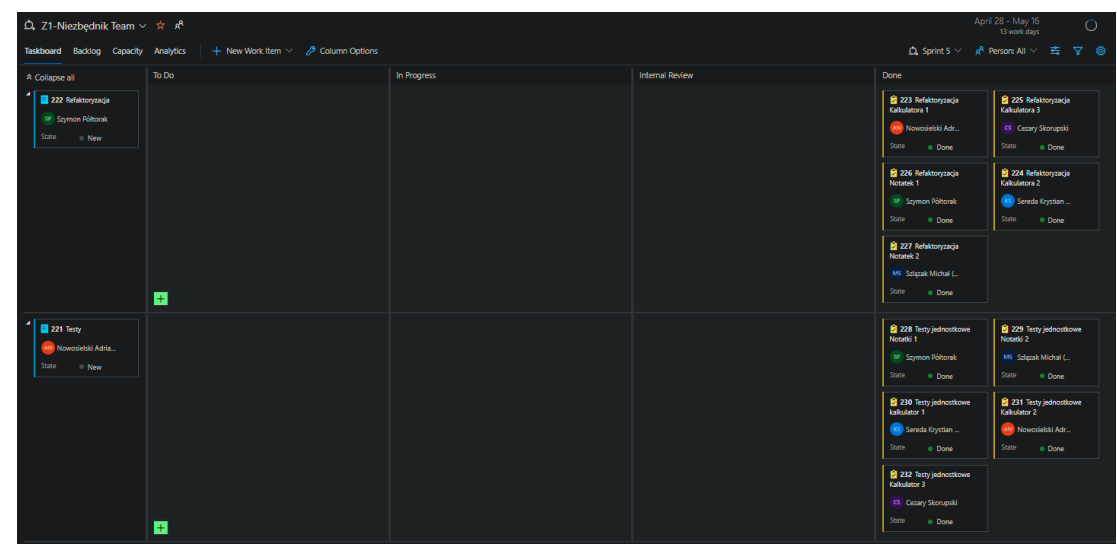 Z1-Niezbędnik Team
April 28 - May 16
13 work days
Taskboard Backlog Capacity Analytics New Work Item Column Options Sprint 5 Person: All
Collapse all To Do In Progress Internal Review Done
222 Refaktoryzacja
SP Szymon Półtorak
State New
223 Refaktoryzacja
Kalkulatora 1
AN Nowosielski Adr...
State Done
225 Refaktoryzacja
Kalkulatora 3
CS Cezary Skorupski
State Done
226 Refaktoryzacja
Notatek 1
SP Szymon Półtorak
State Done
224 Refaktoryzacja
Kalkulatora 2
KS Sereda Krystian ...
State Done
227 Refaktoryzacja
Notatek 2
MS Szlązak Michał (...
State Done
221 Testy
AN Nowosielski Adria...
State New
228 Testy jednostkowe
Notatki 1
SP Szymon Półtorak
State Done
229 Testy jednostkowe
Notatki 2
MS Szlązak Michał (...
State Done
230 Testy jednostkowe
kalkulator 1
KS Sereda Krystian ...
State Done
231 Testy jednostkowe
Kalkulator 2
AN Nowosielski Adr...
State Done
232 Testy jednostkowe
Kalkulator 3
CS Cezary Skorupski
State Done